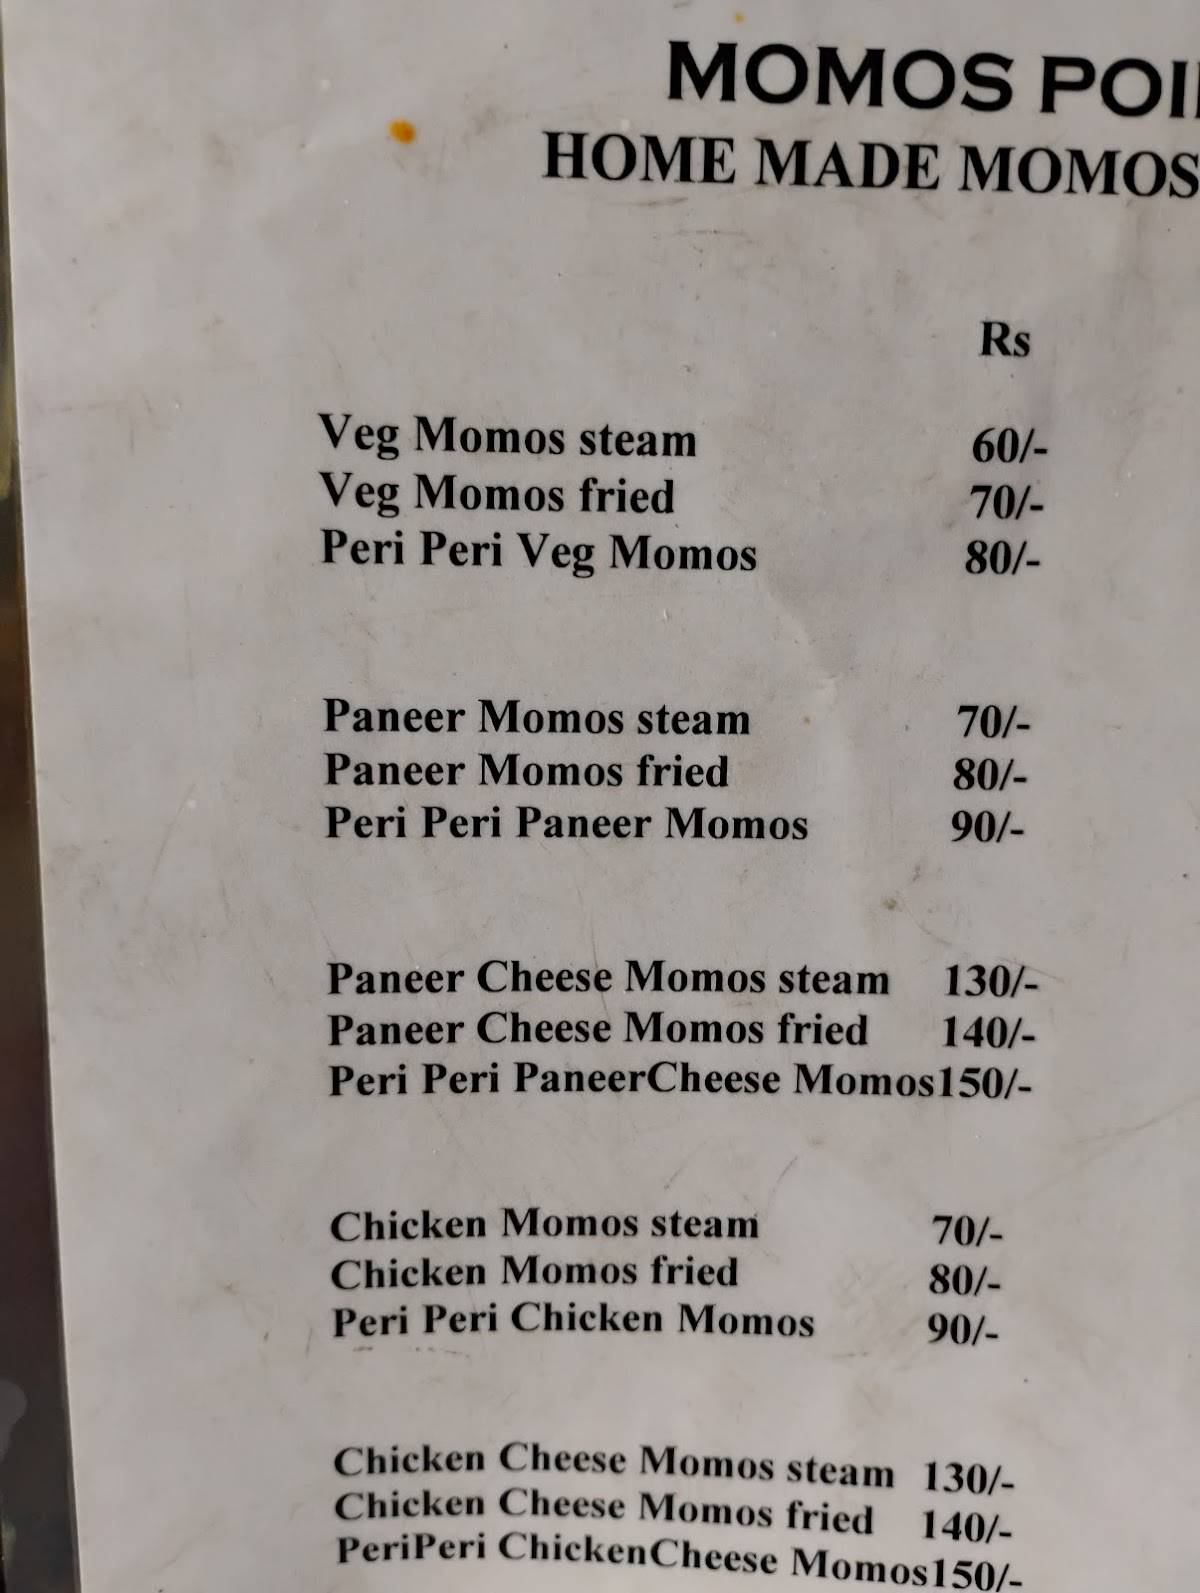 MOMOS POI
HOME MADE MOMOS
Rs
Veg Momos steam 60/-
Veg Momos fried 70/-
Peri Peri Veg Momos 80/-
Paneer Momos steam 70/-
Paneer Momos fried 80/-
Peri Peri Paneer Momos 90/-
Paneer Cheese Momos steam 130/-
Paneer Cheese Momos fried 140/-
Peri Peri PaneerCheese Momos150/-
Chicken Momos steam 70/-
Chicken Momos fried 80/-
Peri Peri Chicken Momos 90/-
Chicken Cheese Momos steam 130/-
Chicken Cheese Momos fried 140/-
PeriPeri ChickenCheese Momos150/-